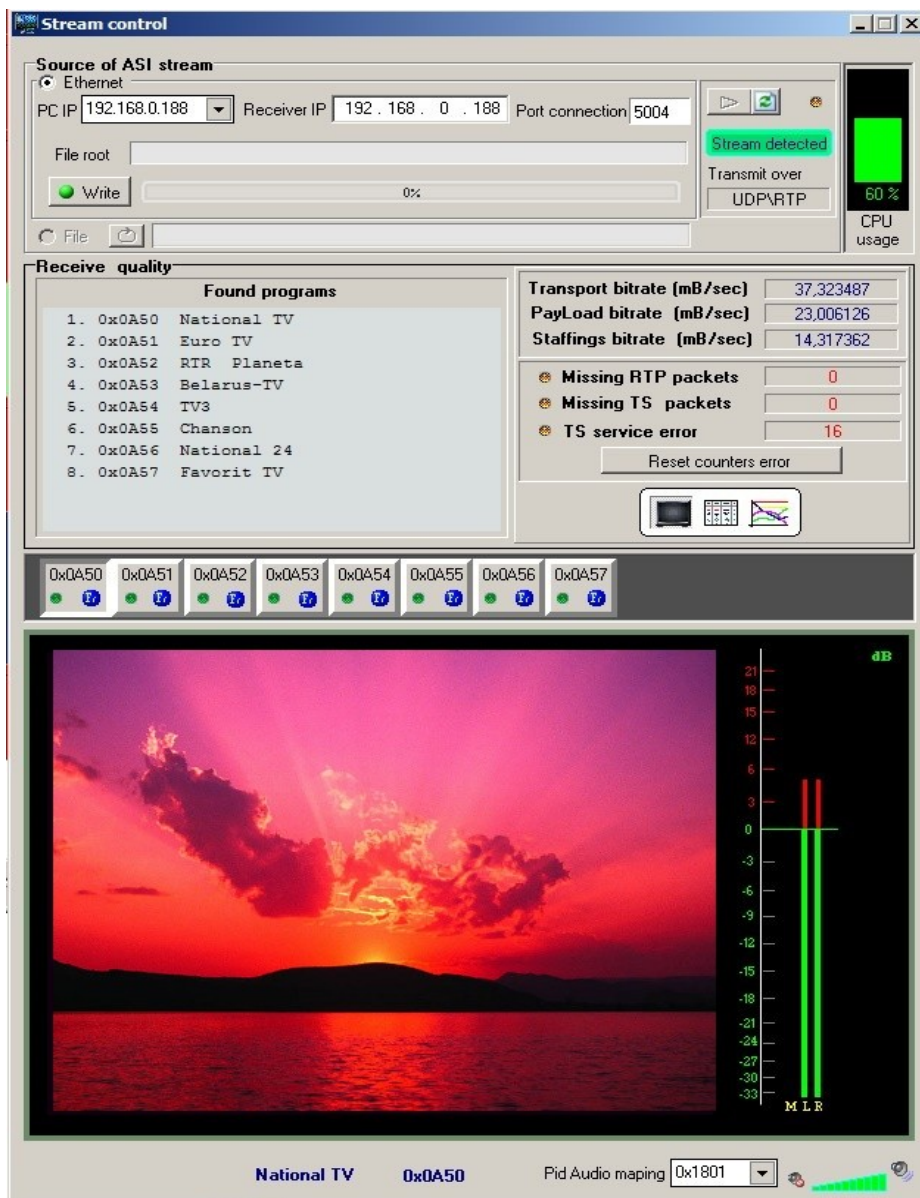 Stream control
Source of ASI stream
Ethernet
PC IP 192.168.0.188 Receiver IP 192 . 168 . 0 . 188 Port connection 5004
File root
Stream detected
Write 0%
Transmit over
UDP\RTP
60 %
CPU
usage
File
Receive quality
Found programs
1. 0x0A50 National TV
2. 0x0A51 Euro TV
3. 0x0A52 RTR Planeta
4. 0x0A53 Belarus-TV
5. 0x0A54 TV3
6. 0x0A55 Chanson
7. 0x0A56 National 24
8. 0x0A57 Favorit TV
Transport bitrate (mB/sec) 37,323487
PayLoad bitrate (mB/sec) 23,006126
Staffings bitrate (mB/sec) 14,317362
Missing RTP packets 0
Missing TS packets 0
TS service error 16
Reset counters error
0x0A50 0x0A51 0x0A52 0x0A53 0x0A54 0x0A55 0x0A56 0x0A57
dB
21
18
15
12
6
3
0
-3
-6
-9
-12
-15
-18
-21
-24
-27
-30
-33
M L R
National TV 0x0A50 Pid Audio maping 0x1801